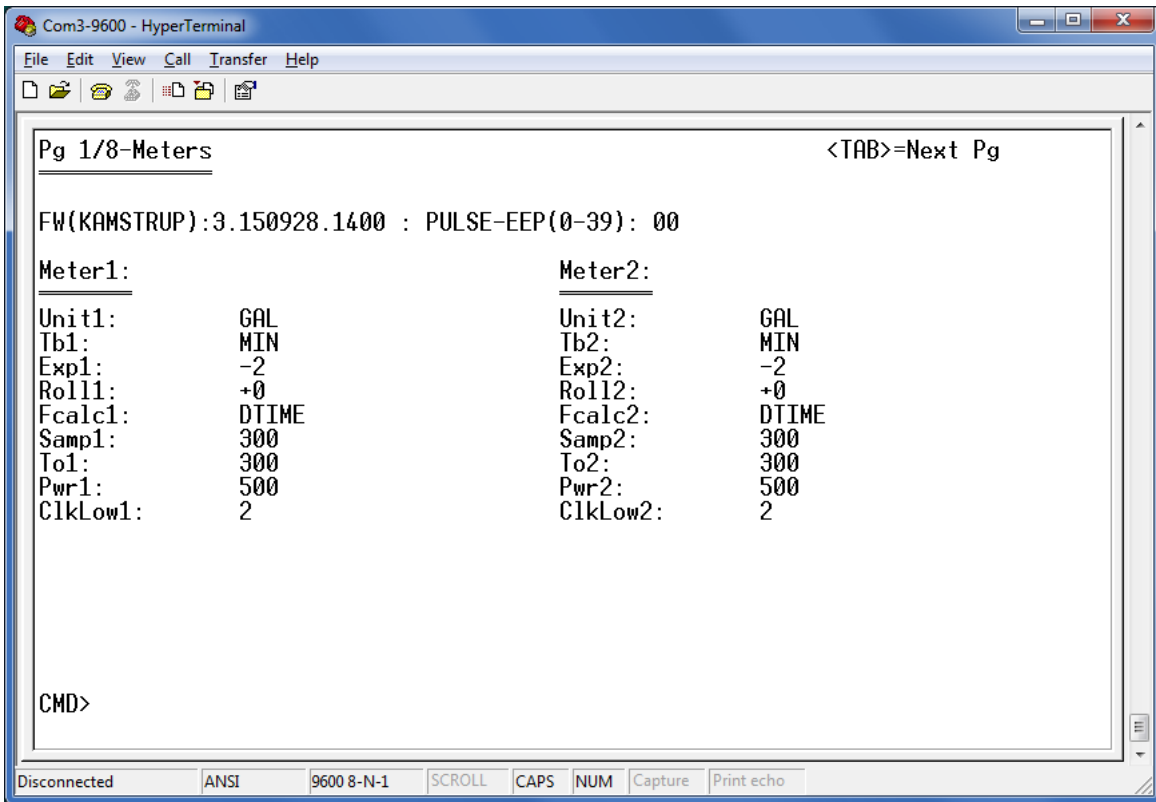 Com3-9600 - HyperTerminal
File Edit View Call Transfer Help
Pg 1/8-Meters <TAB>=Next Pg
FW(KAMSTRUP):3.150928.1400 : PULSE-EEP(0-39): 00
Meter1: Meter2:
Unit1: GAL Unit2: GAL
Tb1: MIN Tb2: MIN
Exp1: -2 Exp2: -2
Roll1: +0 Roll2: +0
Fcalc1: DTIME Fcalc2: DTIME
Samp1: 300 Samp2: 300
To1: 300 To2: 300
Pwr1: 500 Pwr2: 500
ClkLow1: 2 ClkLow2: 2
CMD>
Disconnected ANSI 9600 8-N-1 SCROLL CAPS NUM Capture Print echo